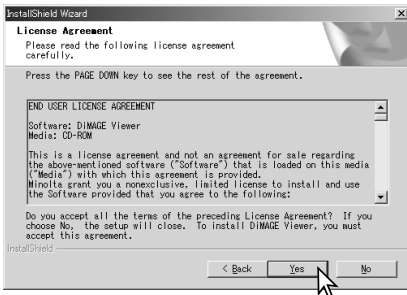 InstallShield Wizard
License Agreement
Please read the following license agreement
carefully.
Press the PAGE DOWN key to see the rest of the agreement.
END USER LICENSE AGREEMENT
Software: DiMAGE Viewer
Media: CD-ROM
This is a license agreement and not an agreement for sale regarding
the above-mentioned software ("Software") that is loaded on this media
("Media") with which this agreement is provided.
Minolta grant you a nonexclusive, limited license to install and use
the Software provided that you agree to the following:
Do you accept all the terms of the preceding License Agreement? If you
choose No, the setup will close. To install DiMAGE Viewer, you must
accept this agreement.
InstallShield
< Back Yes No